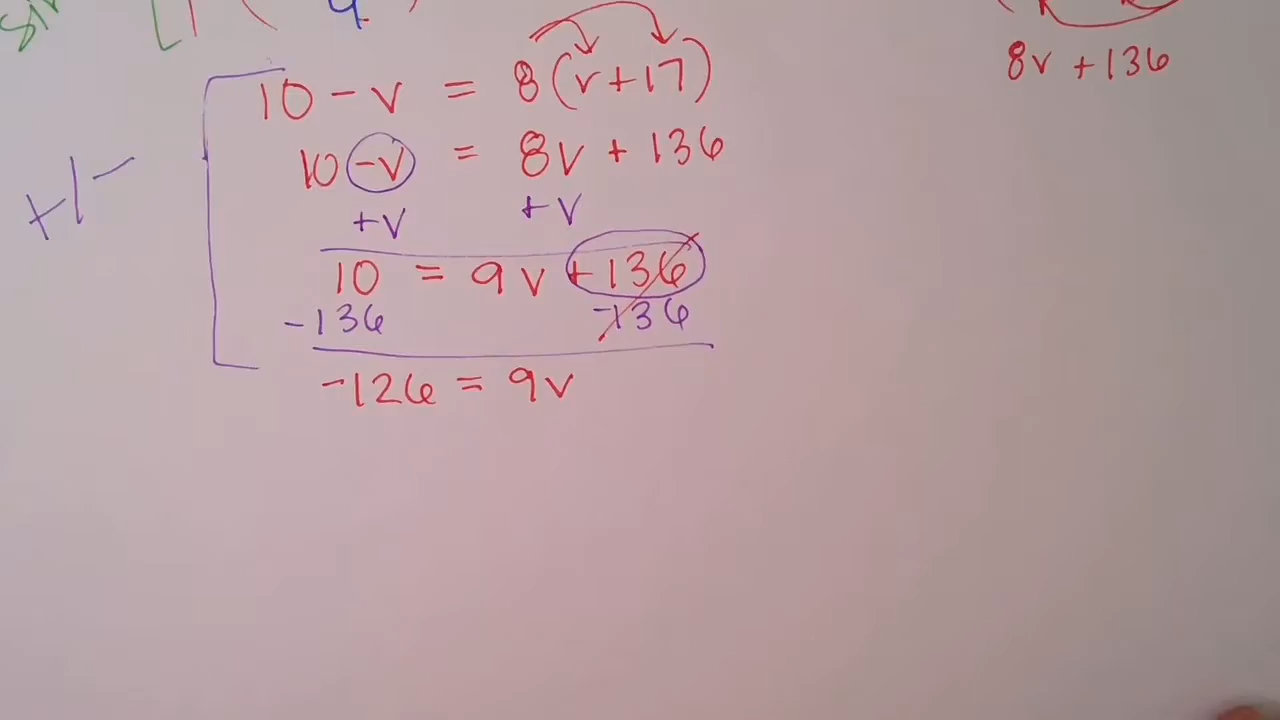 8v + 136
10 - v = 8(v + 17)
10 - v = 8v + 136
+v +v
+/-
10 = 9v + 136
-136 -136
-126 = 9v